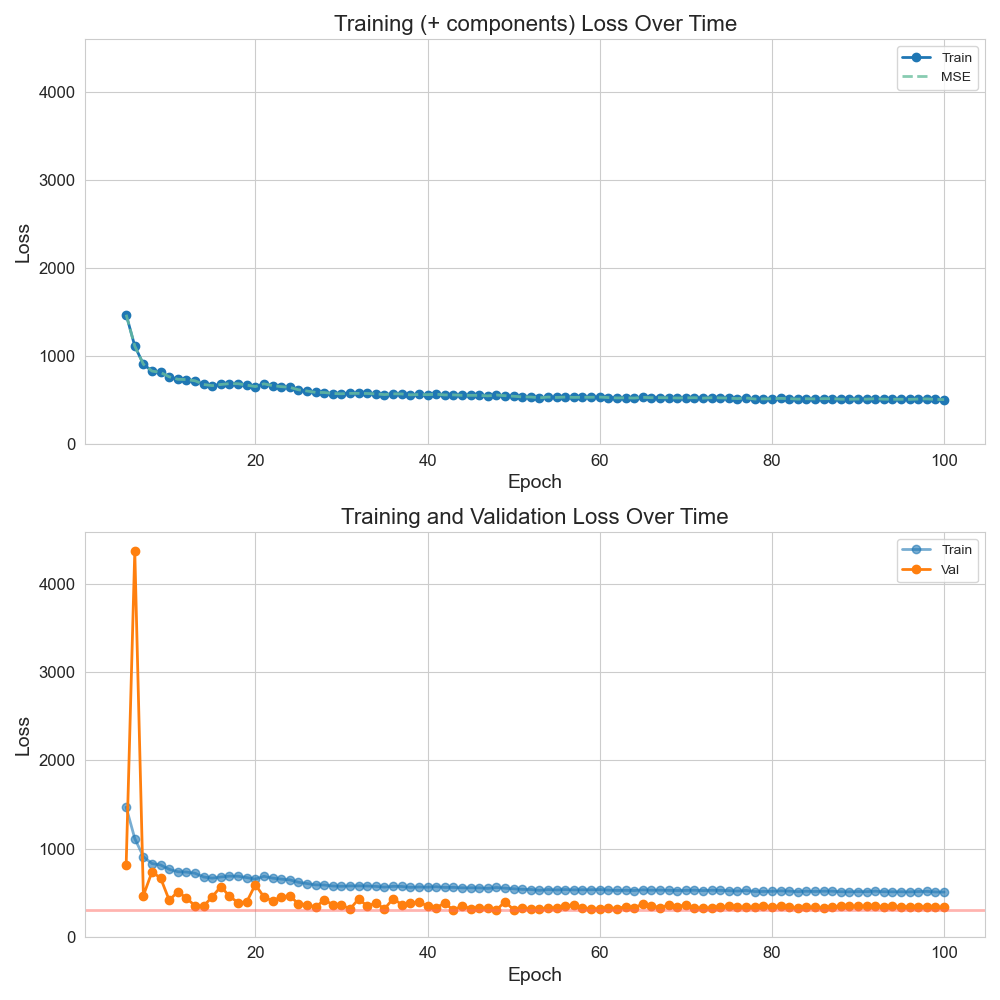 Training (+ components) Loss Over Time
Train
MSE
4000
3000
2000
1000
0
Loss
20 40 60 80 100
Epoch
Training and Validation Loss Over Time
Train
Val
4000
3000
2000
1000
0
Loss
20 40 60 80 100
Epoch